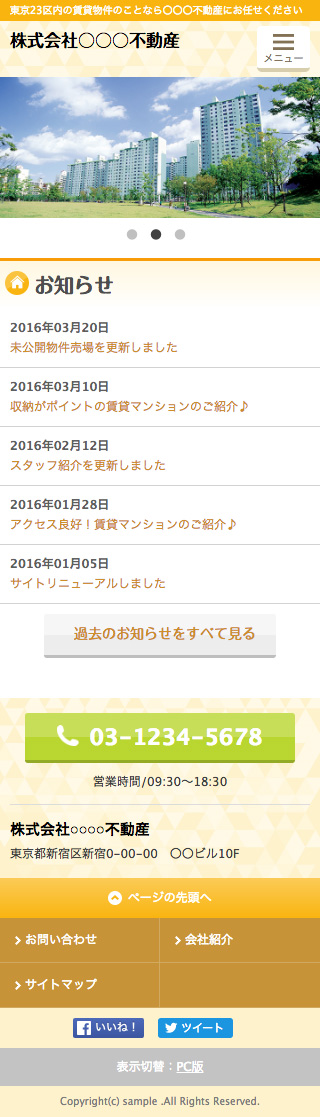 東京23区内の賃貸物件のことなら〇〇〇不動産にお任せください
株式会社〇〇〇不動産
メニュー
お知らせ
2016年03月20日
未公開物件売場を更新しました
2016年03月10日
収納がポイントの賃貸マンションのご紹介♪
2016年02月12日
スタッフ紹介を更新しました
2016年01月28日
アクセス良好！賃貸マンションのご紹介♪
2016年01月05日
サイトリニューアルしました
過去のお知らせをすべて見る
03-1234-5678
営業時間/09:30〜18:30
株式会社○○○○不動産
東京都新宿区新宿0-00-00　〇〇ビル10F
ページの先頭へ
お問い合わせ
会社紹介
サイトマップ
いいね！
ツイート
表示切替：PC版
Copyright(c) sample .All Rights Reserved.